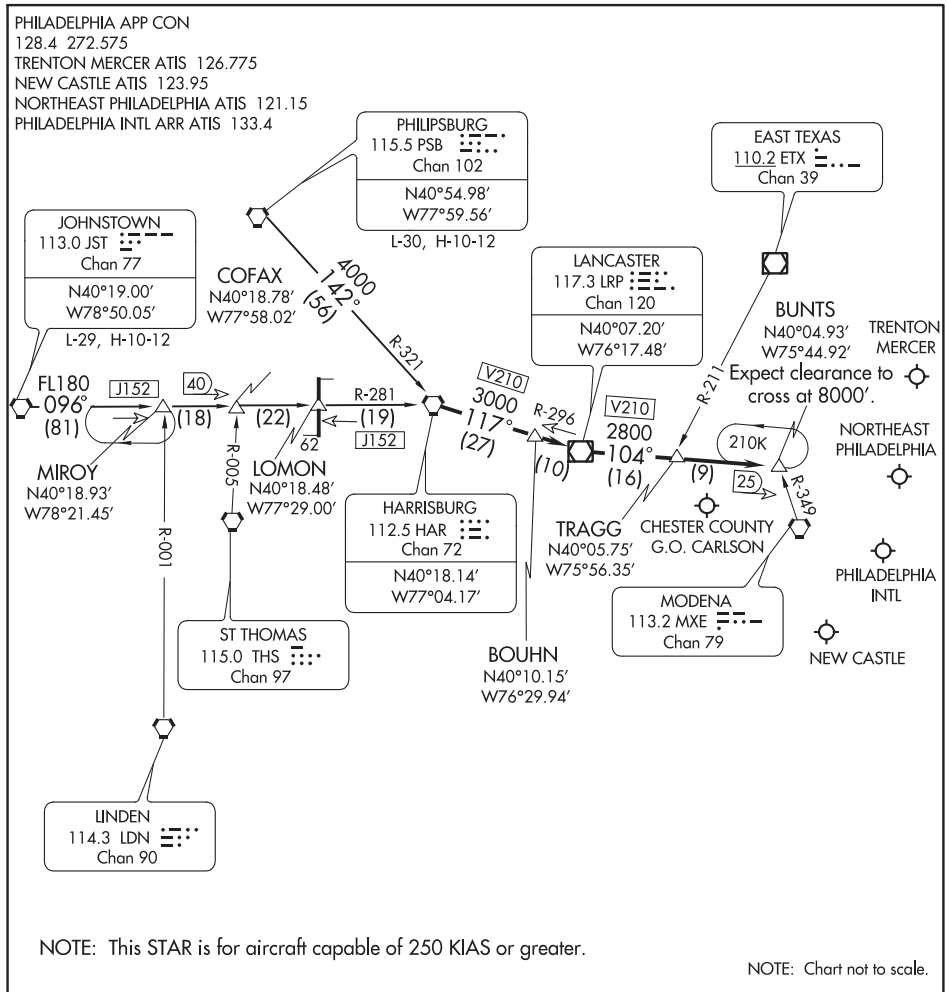 PHILADELPHIA APP CON
128.4 272.575
TRENTON MERCER ATIS 126.775
NEW CASTLE ATIS 123.95
NORTHEAST PHILADELPHIA ATIS 121.15
PHILADELPHIA INTL ARR ATIS 133.4
PHILIPSBURG
115.5 PSB
Chan 102
N40°54.98'
W77°59.56'
L-30, H-10-12
EAST TEXAS
110.2 ETX
Chan 39
JOHNSTOWN
113.0 JST
Chan 77
N40°19.00'
W78°50.05'
L-29, H-10-12
COFAX
N40°18.78'
W77°58.02'
4000
142°
(56)
R-321
LANCASTER
117.3 LRP
Chan 120
N40°07.20'
W76°17.48'
BUNTS
N40°04.93'
W75°44.92'
Expect clearance to
cross at 8000'.
TRENTON
MERCER
FL180
096°
(81)
J152
(18)
40
(22)
R-281
(19)
J152
62
V210
3000
117°
(27)
R-296
(10)
V210
2800
104°
(16)
R-211
(9)
210K
25
R-349
NORTHEAST
PHILADELPHIA
MIROY
N40°18.93'
W78°21.45'
R-005
LOMON
N40°18.48'
W77°29.00'
R-001
HARRISBURG
112.5 HAR
Chan 72
N40°18.14'
W77°04.17'
TRAGG
N40°05.75'
W75°56.35'
CHESTER COUNTY
G.O. CARLSON
PHILADELPHIA
INTL
MODENA
113.2 MXE
Chan 79
NEW CASTLE
ST THOMAS
115.0 THS
Chan 97
BOUHN
N40°10.15'
W76°29.94'
LINDEN
114.3 LDN
Chan 90
NOTE: This STAR is for aircraft capable of 250 KIAS or greater.
NOTE: Chart not to scale.